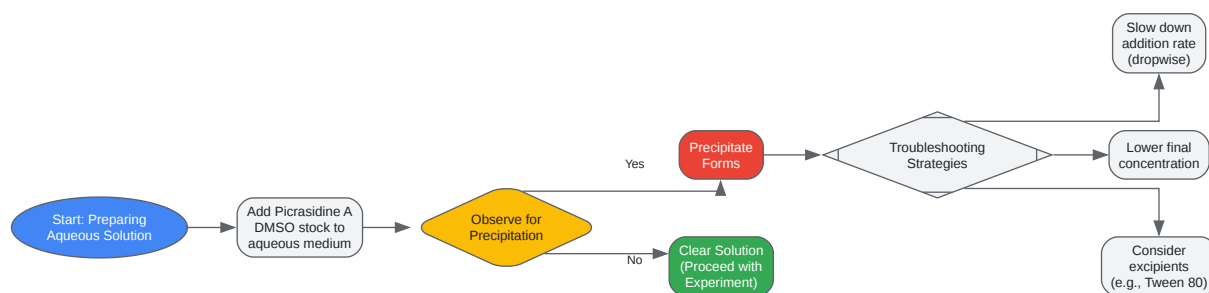 Start: Preparing
Aqueous Solution
Add Picrasidine A
DMSO stock to
aqueous medium
Observe for
Precipitation
Yes
No
Precipitate
Forms
Clear Solution
(Proceed with
Experiment)
Troubleshooting
Strategies
Slow down
addition rate
(dropwise)
Lower final
concentration
Consider
excipients
(e.g., Tween 80)